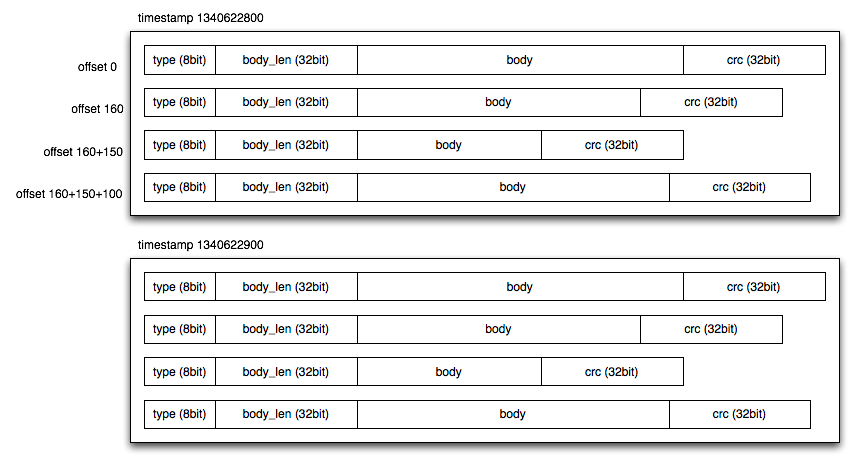 timestamp 1340622800
offset 0 type (8bit) body_len (32bit) body crc (32bit)
offset 160 type (8bit) body_len (32bit) body crc (32bit)
offset 160+150 type (8bit) body_len (32bit) body crc (32bit)
offset 160+150+100 type (8bit) body_len (32bit) body crc (32bit)
timestamp 1340622900
type (8bit) body_len (32bit) body crc (32bit)
type (8bit) body_len (32bit) body crc (32bit)
type (8bit) body_len (32bit) body crc (32bit)
type (8bit) body_len (32bit) body crc (32bit)